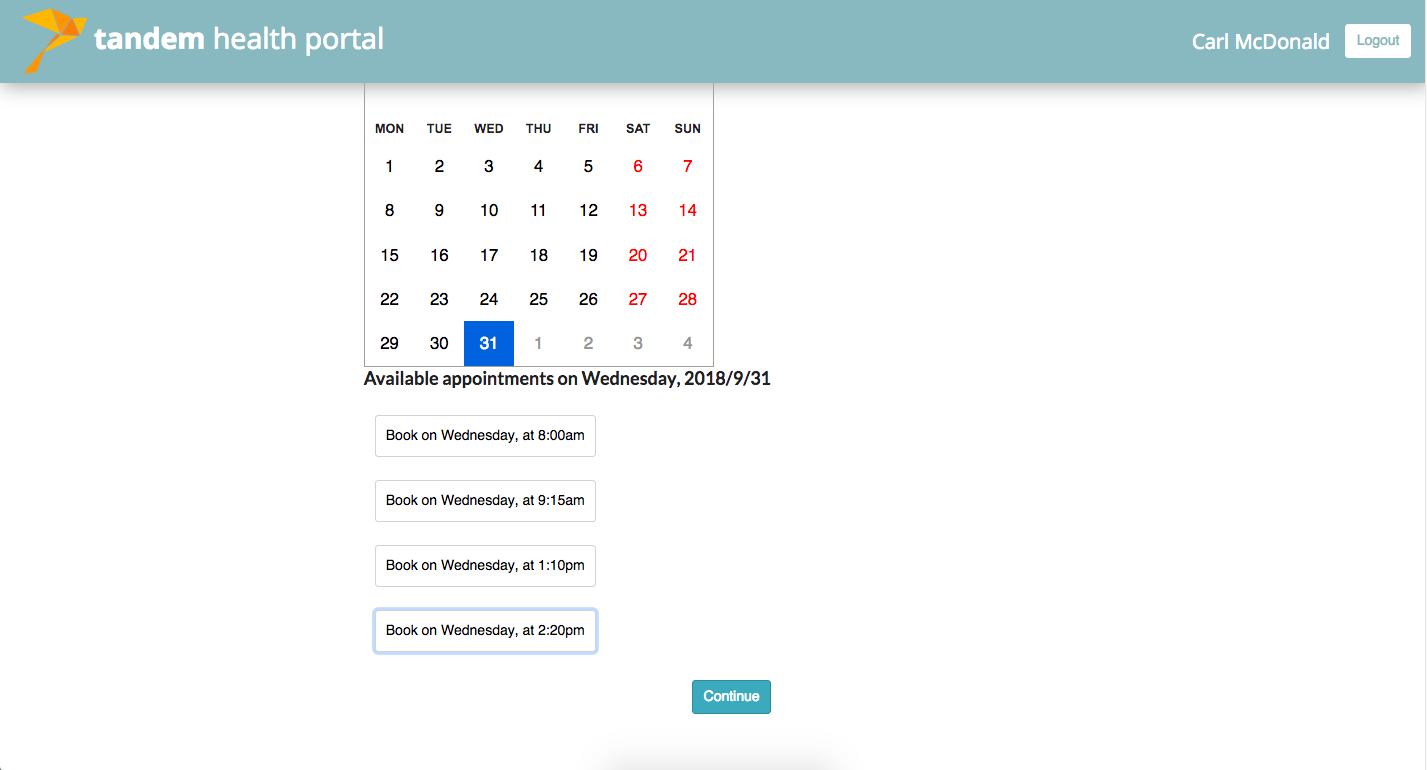 tandem health portal
Carl McDonald
Logout
MON TUE WED THU FRI SAT SUN
1 2 3 4 5 6 7
8 9 10 11 12 13 14
15 16 17 18 19 20 21
22 23 24 25 26 27 28
29 30 31 1 2 3 4
Available appointments on Wednesday, 2018/9/31
Book on Wednesday, at 8:00am
Book on Wednesday, at 9:15am
Book on Wednesday, at 1:10pm
Book on Wednesday, at 2:20pm
Continue